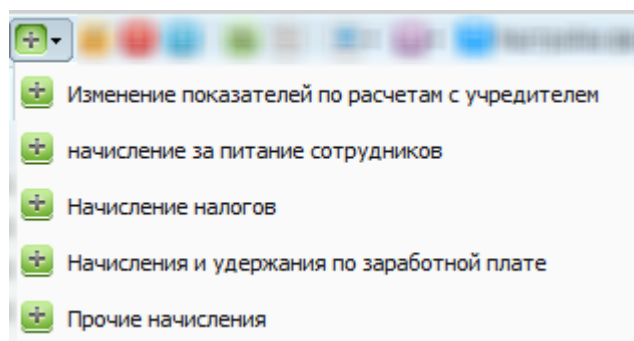 Изменение показателей по расчетам с учредителем
начисление за питание сотрудников
Начисление налогов
Начисления и удержания по заработной плате
Прочие начисления